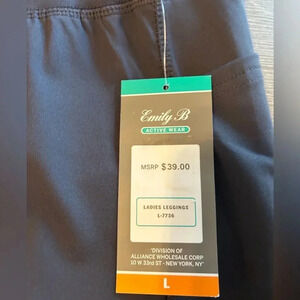 Emily B
ACTIVE WEAR
MSRP $39.00
LADIES LEGGINGS
L-7736
"DIVISION OF
ALLIANCE WHOLESALE CORP
10 W 33rd ST - NEW YORK, NY"
L